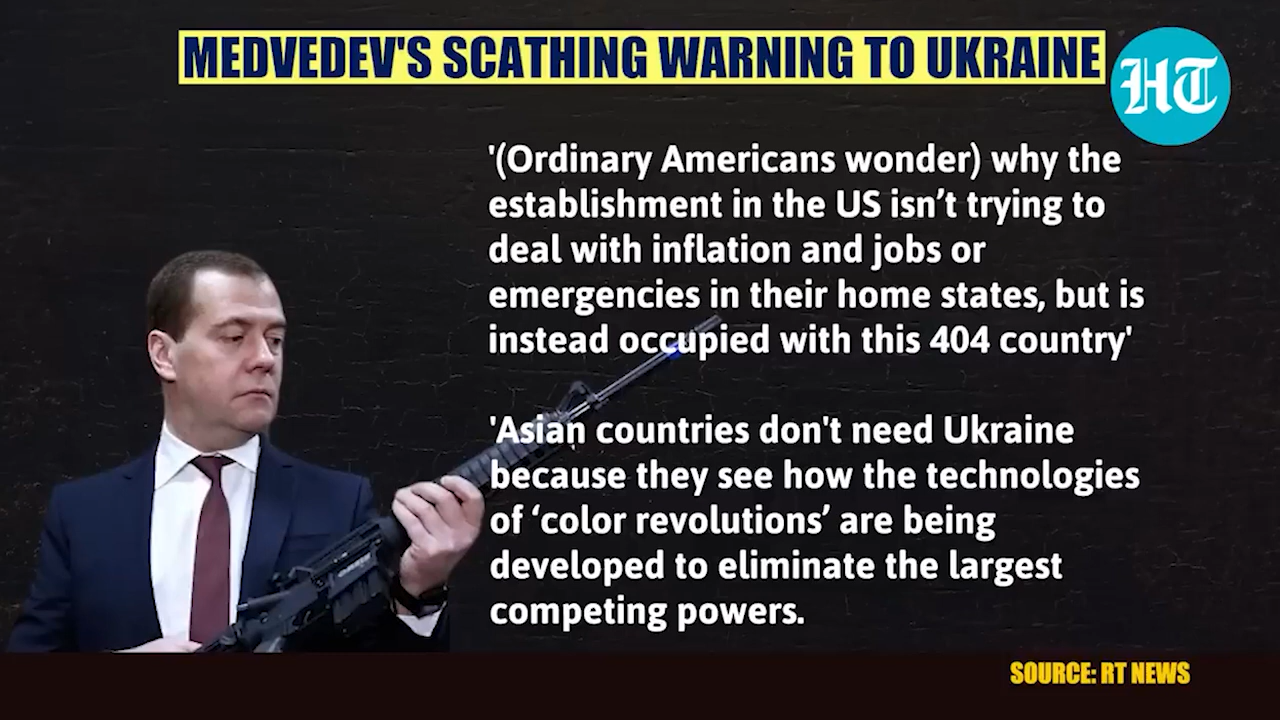 MEDVEDEV'S SCATHING WARNING TO UKRAINE
HT
'(Ordinary Americans wonder) why the
establishment in the US isn’t trying to
deal with inflation and jobs or
emergencies in their home states, but is
instead occupied with this 404 country'
'Asian countries don't need Ukraine
because they see how the technologies
of ‘color revolutions’ are being
developed to eliminate the largest
competing powers.
SOURCE: RT NEWS